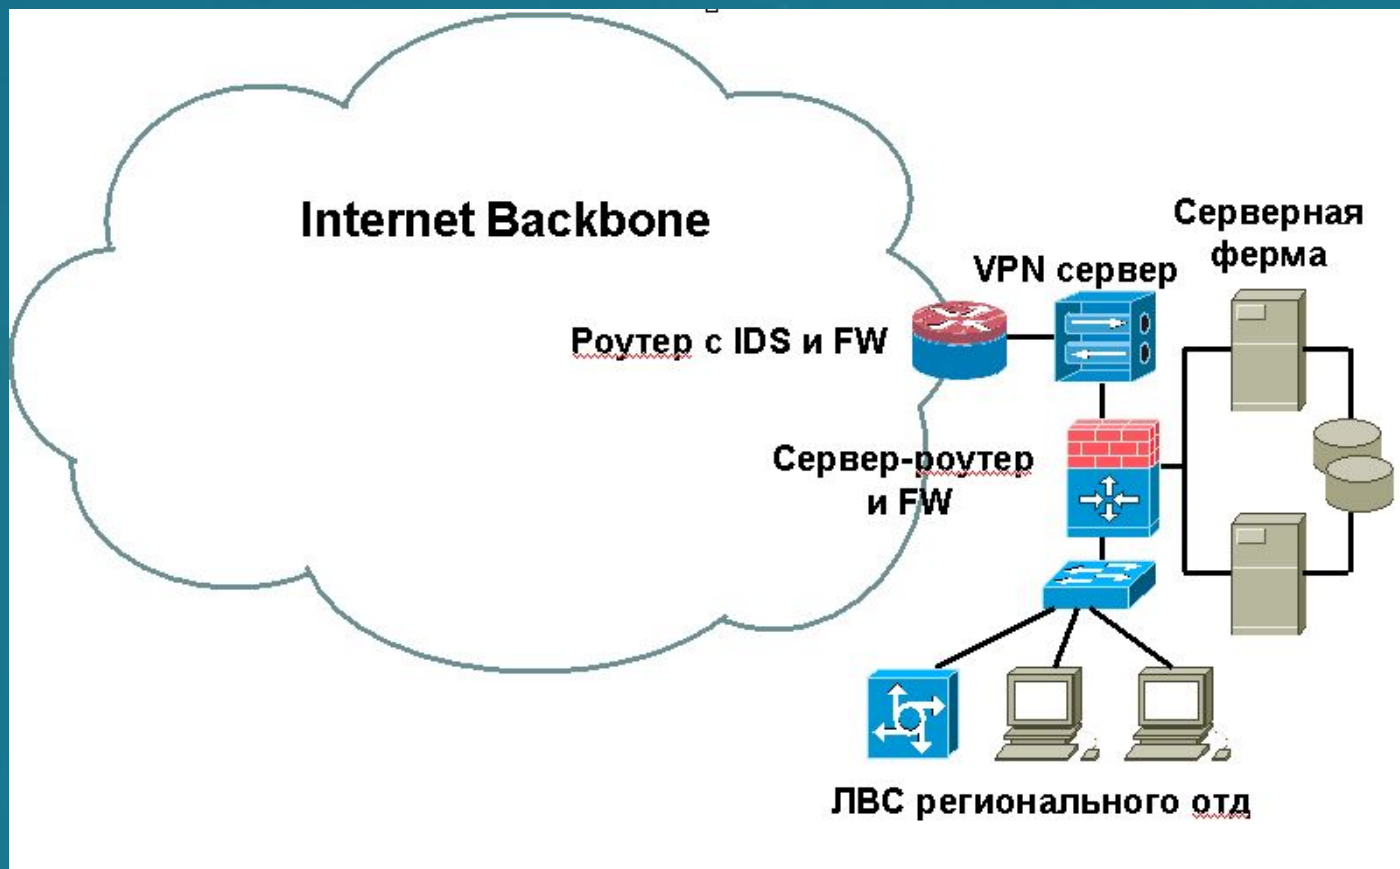 Internet Backbone
Серверная
ферма
VPN сервер
Роутер с IDS и FW
Сервер-роутер
и FW
ЛВС регионального отд